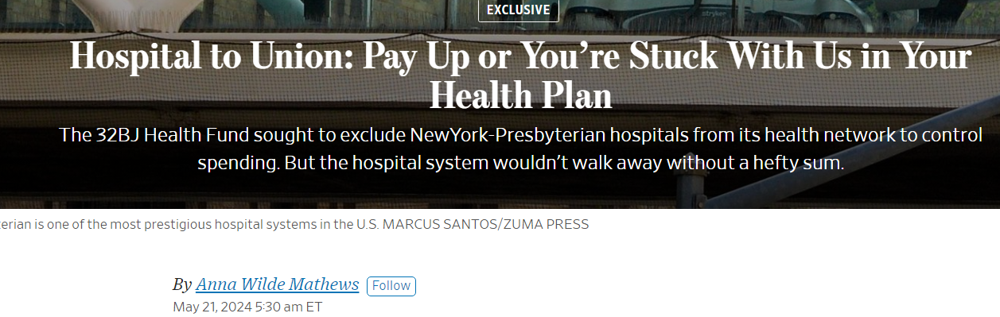 EXCLUSIVE
stryker
Hospital to Union: Pay Up or You’re Stuck With Us in Your
Health Plan
The 32BJ Health Fund sought to exclude NewYork-Presbyterian hospitals from its health network to control
spending. But the hospital system wouldn’t walk away without a hefty sum.
terian is one of the most prestigious hospital systems in the U.S. MARCUS SANTOS/ZUMA PRESS
By Anna Wilde Mathews Follow
May 21, 2024 5:30 am ET